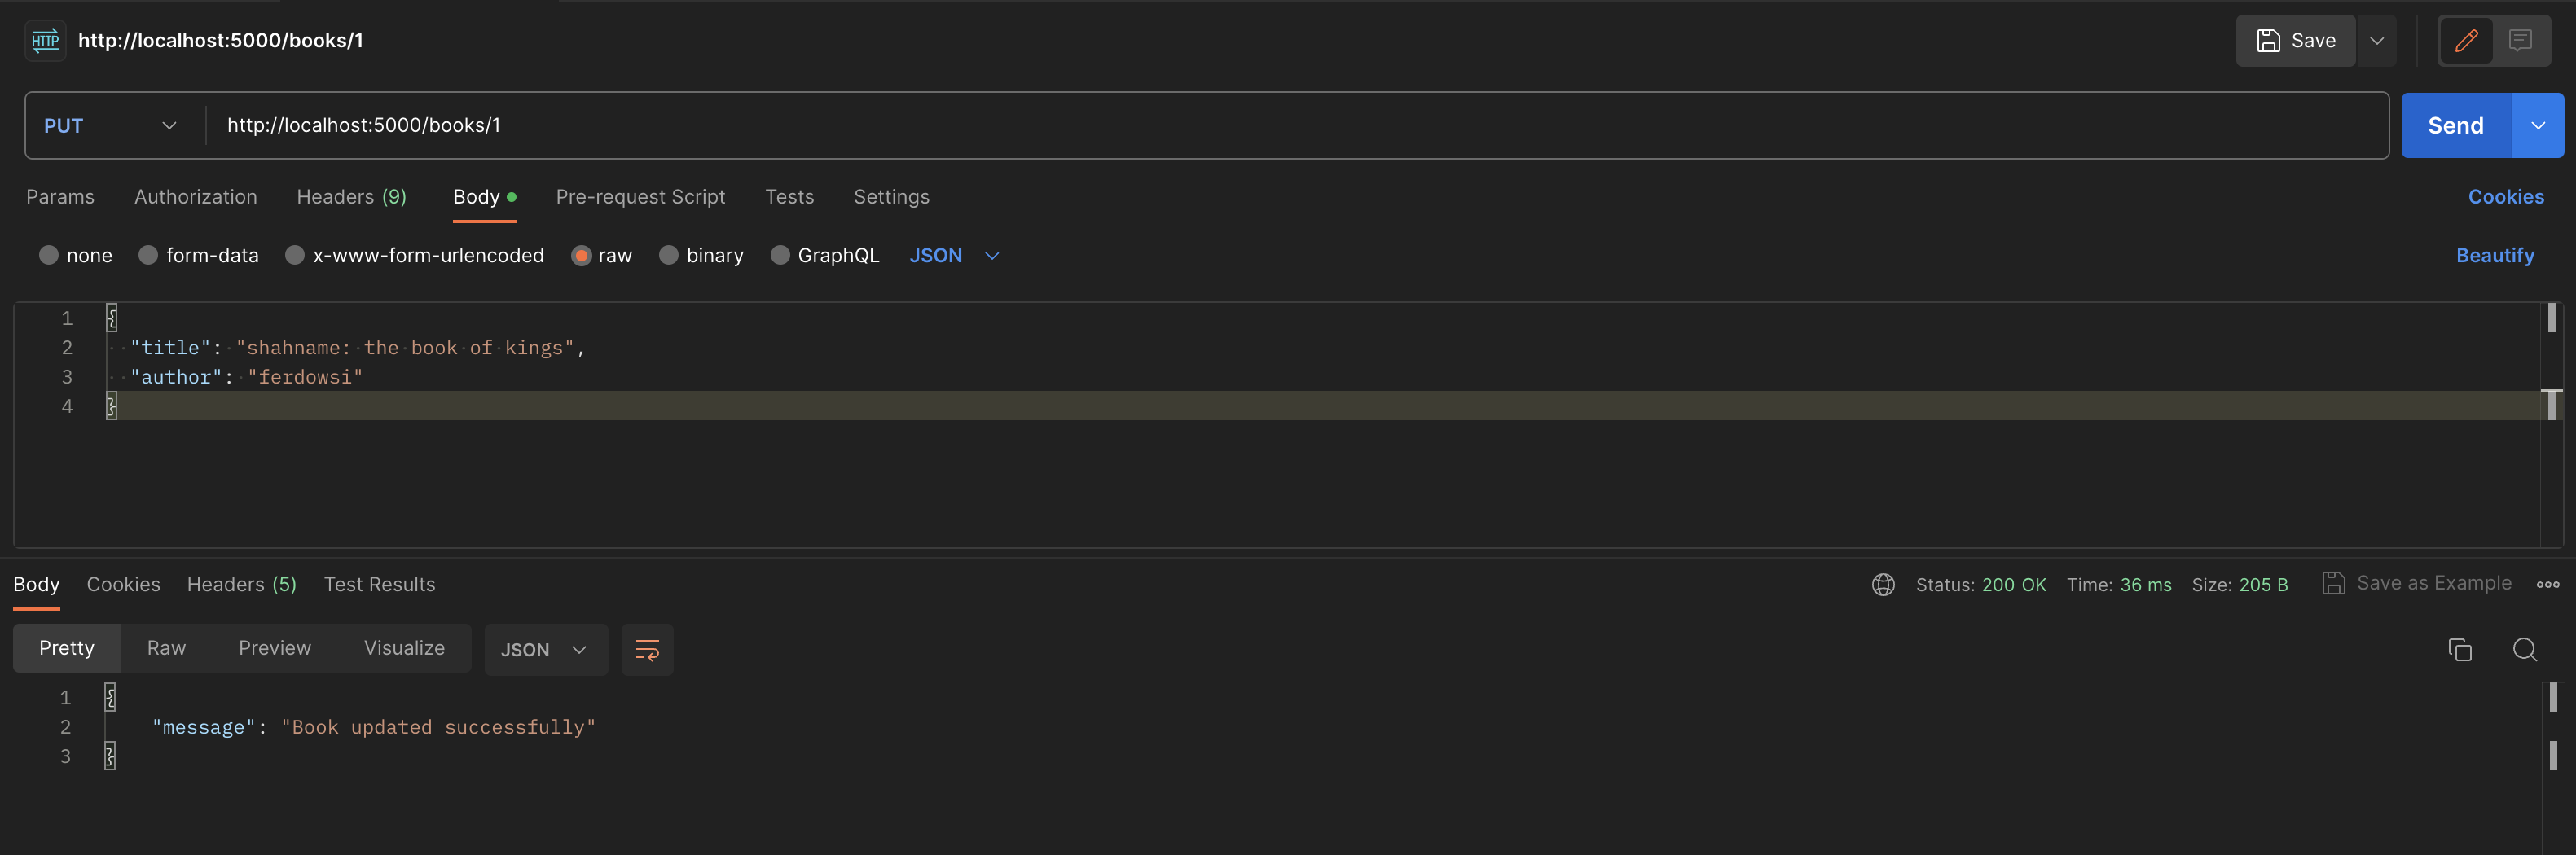 HTTP http://localhost:5000/books/1 Save
PUT http://localhost:5000/books/1 Send
Params Authorization Headers (9) Body Pre-request Script Tests Settings Cookies
none form-data x-www-form-urlencoded raw binary GraphQL JSON Beautify
1 {
2 "title": "shahname: the book of kings",
3 "author": "ferdowsi"
4 }
Body Cookies Headers (5) Test Results Status: 200 OK Time: 36 ms Size: 205 B Save as Example
Pretty Raw Preview Visualize JSON
1 {
2 "message": "Book updated successfully"
3 }